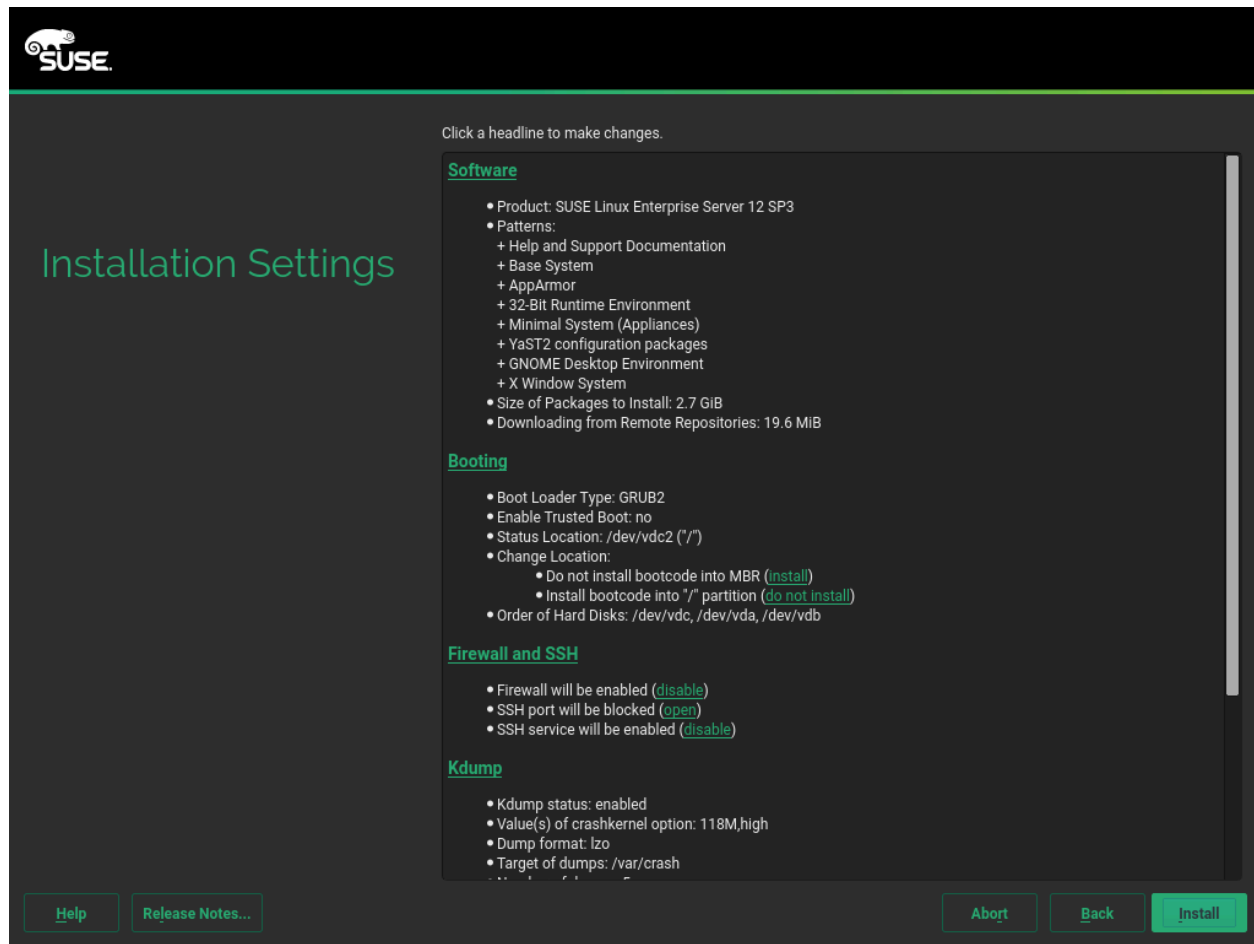 SUSE.
Click a headline to make changes.
Installation Settings
Software
• Product: SUSE Linux Enterprise Server 12 SP3
• Patterns:
+ Help and Support Documentation
+ Base System
+ AppArmor
+ 32-Bit Runtime Environment
+ Minimal System (Appliances)
+ YaST2 configuration packages
+ GNOME Desktop Environment
+ X Window System
• Size of Packages to Install: 2.7 GiB
• Downloading from Remote Repositories: 19.6 MiB
Booting
• Boot Loader Type: GRUB2
• Enable Trusted Boot: no
• Status Location: /dev/vdc2 ("/")
• Change Location:
• Do not install bootcode into MBR (install)
• Install bootcode into "/" partition (do not install)
• Order of Hard Disks: /dev/vdc, /dev/vda, /dev/vdb
Firewall and SSH
• Firewall will be enabled (disable)
• SSH port will be blocked (open)
• SSH service will be enabled (disable)
Kdump
• Kdump status: enabled
• Value(s) of crashkernel option: 118M,high
• Dump format: lzo
• Target of dumps: /var/crash
Help
Release Notes...
Abort
Back
Install